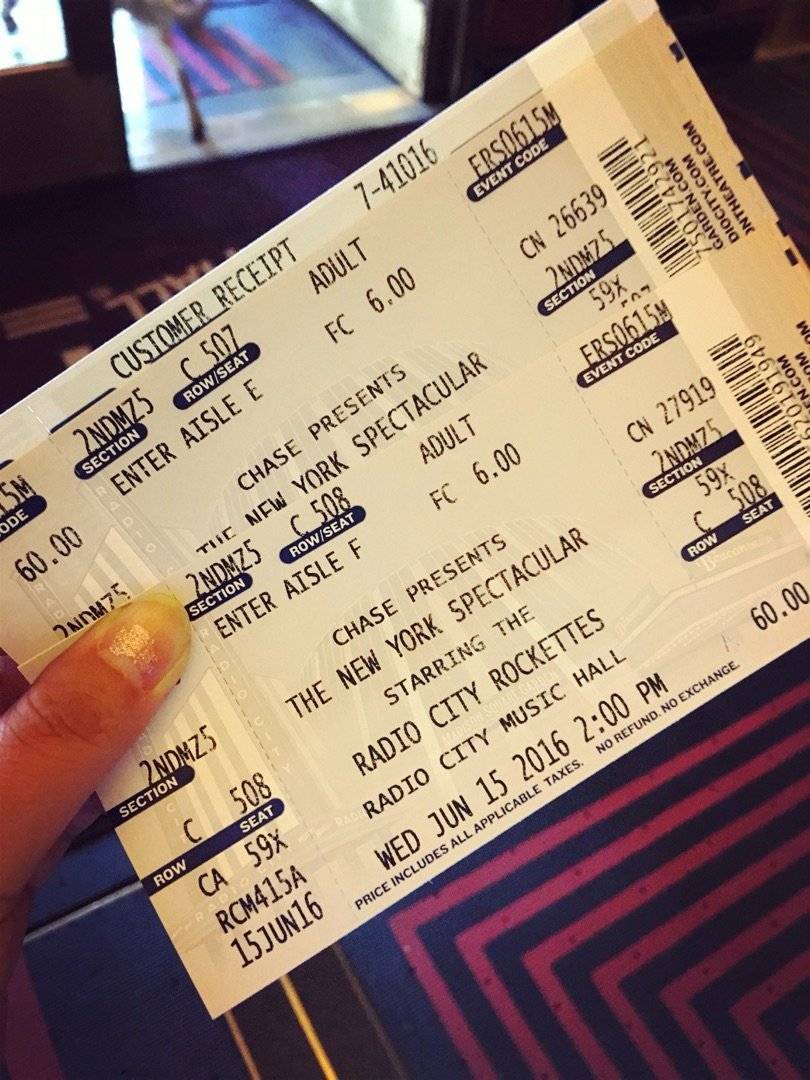 CUSTOMER RECEIPT 7-41016
2NDMZ5 C 507 ADULT ERS0615M
SECTION ROW/SEAT EVENT CODE
ENTER AISLE E FC 6.00 CN 26639
2NDMZ5
SECTION
59X
CHASE PRESENTS
THE NEW YORK SPECTACULAR
60.00
2NDMZ5
2NDMZ5 C 508 ADULT ERS0615M
SECTION ROW/SEAT EVENT CODE
ENTER AISLE F FC 6.00 CN 27919
2NDMZ5
SECTION
59X
C 508
ROW SEAT
CHASE PRESENTS
THE NEW YORK SPECTACULAR
STARRING THE
RADIO CITY ROCKETTES
RADIO CITY MUSIC HALL
WED JUN 15 2016 2:00 PM
PRICE INCLUDES ALL APPLICABLE TAXES. NO REFUND. NO EXCHANGE.
60.00
2NDMZ5
SECTION
C 508
ROW SEAT
CA 59X
RCM415A
15JUN16